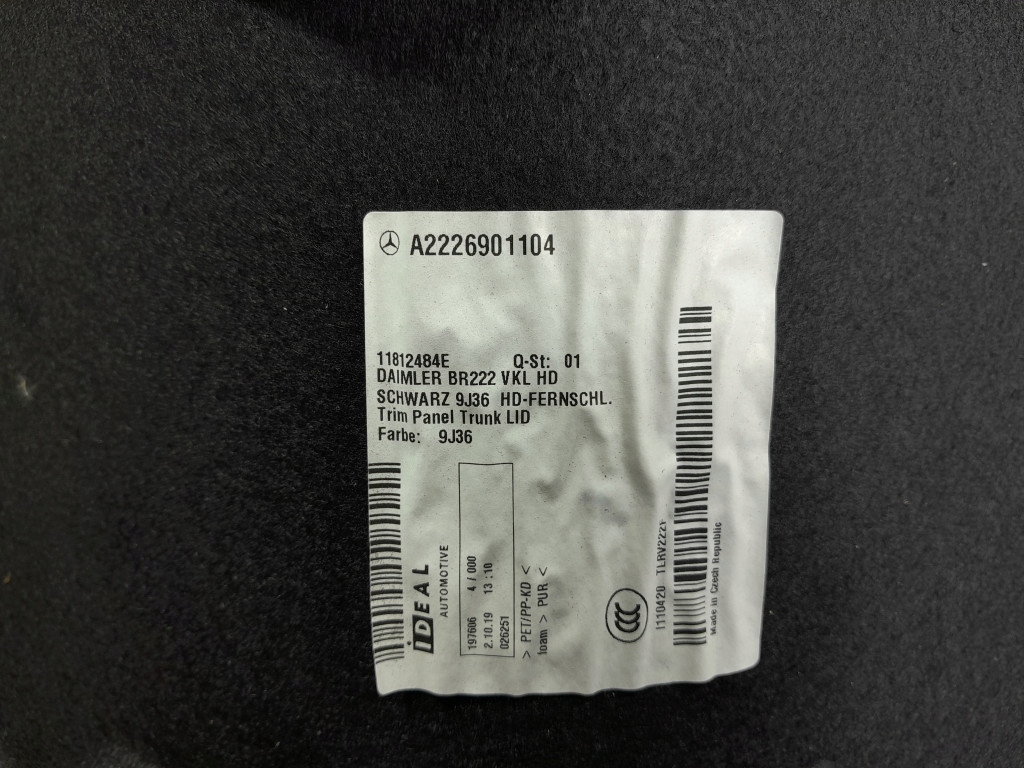 A2226901104
11812484E Q-St: 01
DAIMLER BR222 VKL HD
SCHWARZ 9J36 HD-FERNSCHL.
Trim Panel Trunk LID
Farbe: 9J36
iDEAL
AUTOMOTIVE
197606 4/000
2.10.19 13:10
026251
> PET/PP-KD <
foam > PUR <
CCC
1110420 TLRV222F
Made in Czech Republic